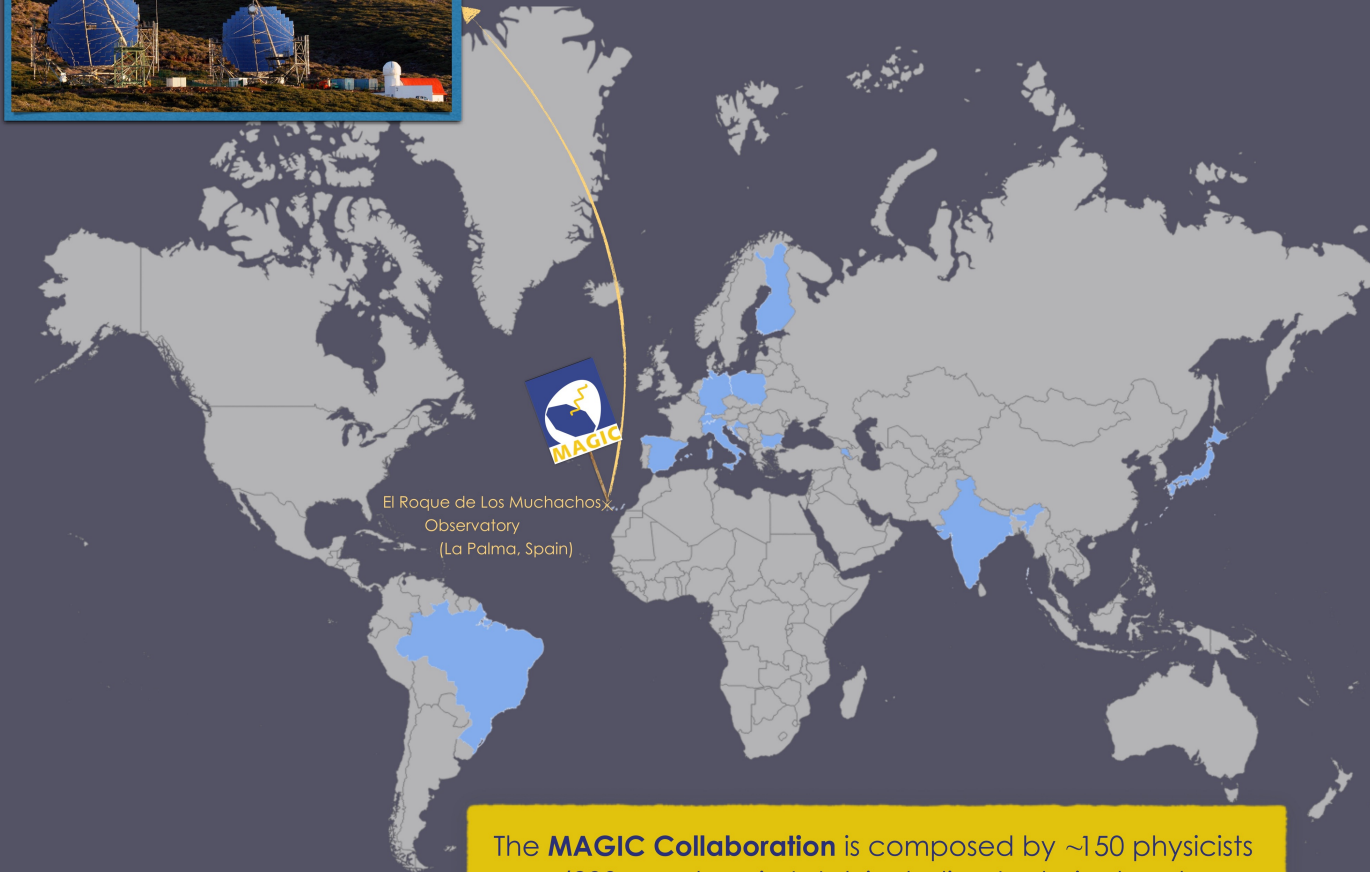 MAGIC
El Roque de Los Muchachos
Observatory
(La Palma, Spain)
The MAGIC Collaboration is composed by ~150 physicists